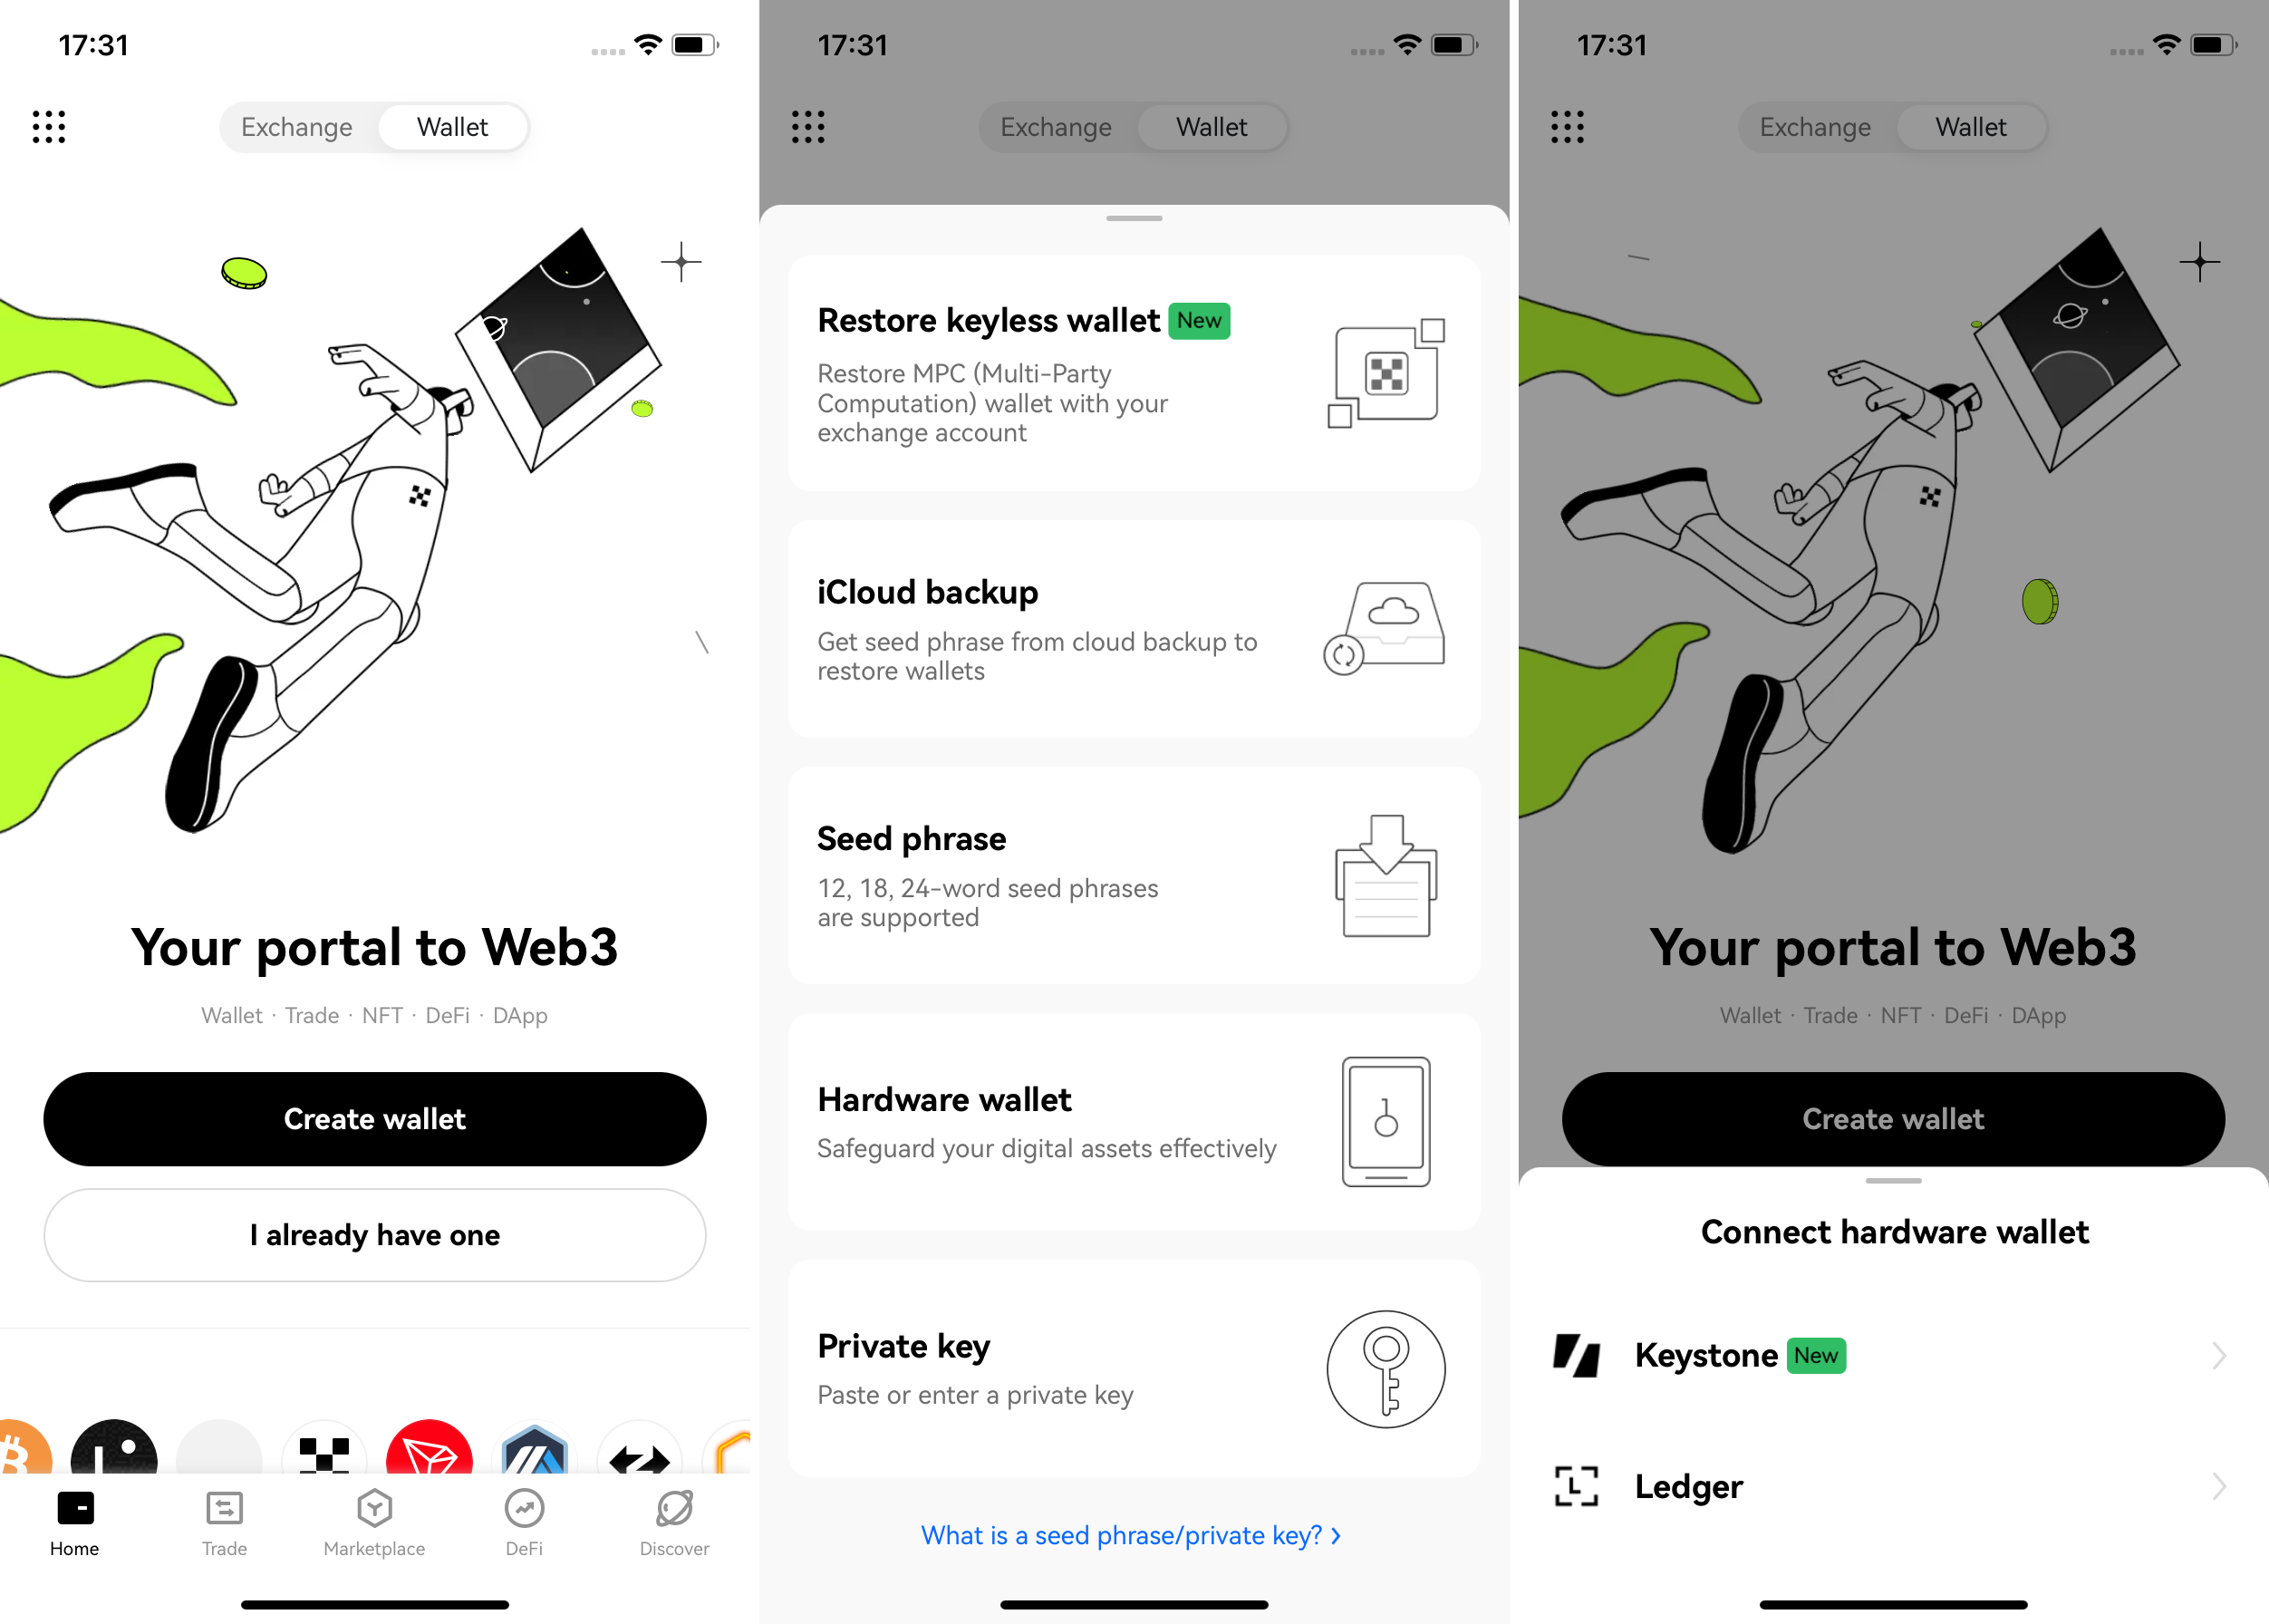 17:31
Exchange
Wallet
Your portal to Web3
Wallet · Trade · NFT · DeFi · DApp
Create wallet
I already have one
Home
Trade
Marketplace
DeFi
Discover
17:31
Exchange
Wallet
Restore keyless wallet New
Restore MPC (Multi-Party
Computation) wallet with your
exchange account
iCloud backup
Get seed phrase from cloud backup to
restore wallets
Seed phrase
12, 18, 24-word seed phrases
are supported
Hardware wallet
Safeguard your digital assets effectively
Private key
Paste or enter a private key
What is a seed phrase/private key?
17:31
Exchange
Wallet
Your portal to Web3
Wallet · Trade · NFT · DeFi · DApp
Create wallet
Connect hardware wallet
Keystone New
Ledger